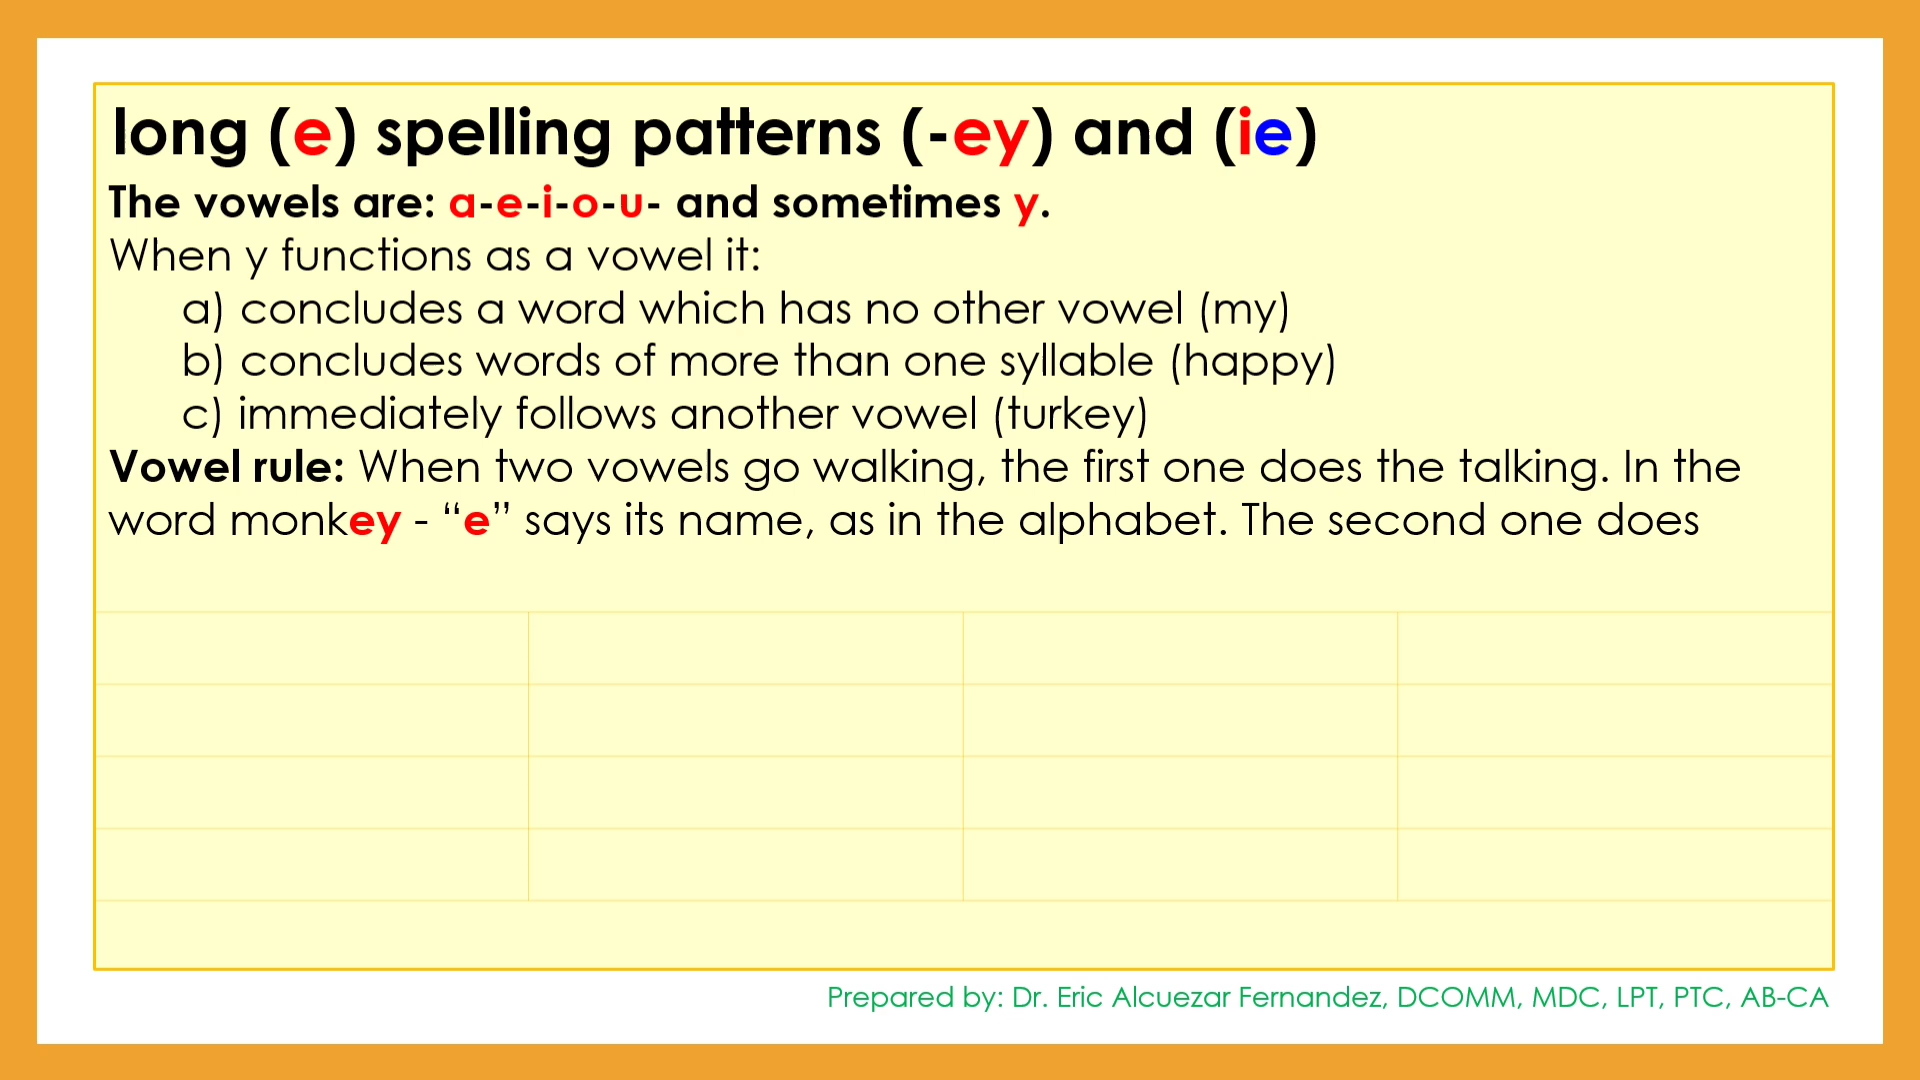 long (e) spelling patterns (-ey) and (ie)
The vowels are: a-e-i-o-u- and sometimes y.
When y functions as a vowel it:
a) concludes a word which has no other vowel (my)
b) concludes words of more than one syllable (happy)
c) immediately follows another vowel (turkey)
Vowel rule: When two vowels go walking, the first one does the talking. In the
word monkey - “e” says its name, as in the alphabet. The second one does
Prepared by: Dr. Eric Alcuezar Fernandez, DCOMM, MDC, LPT, PTC, AB-CA